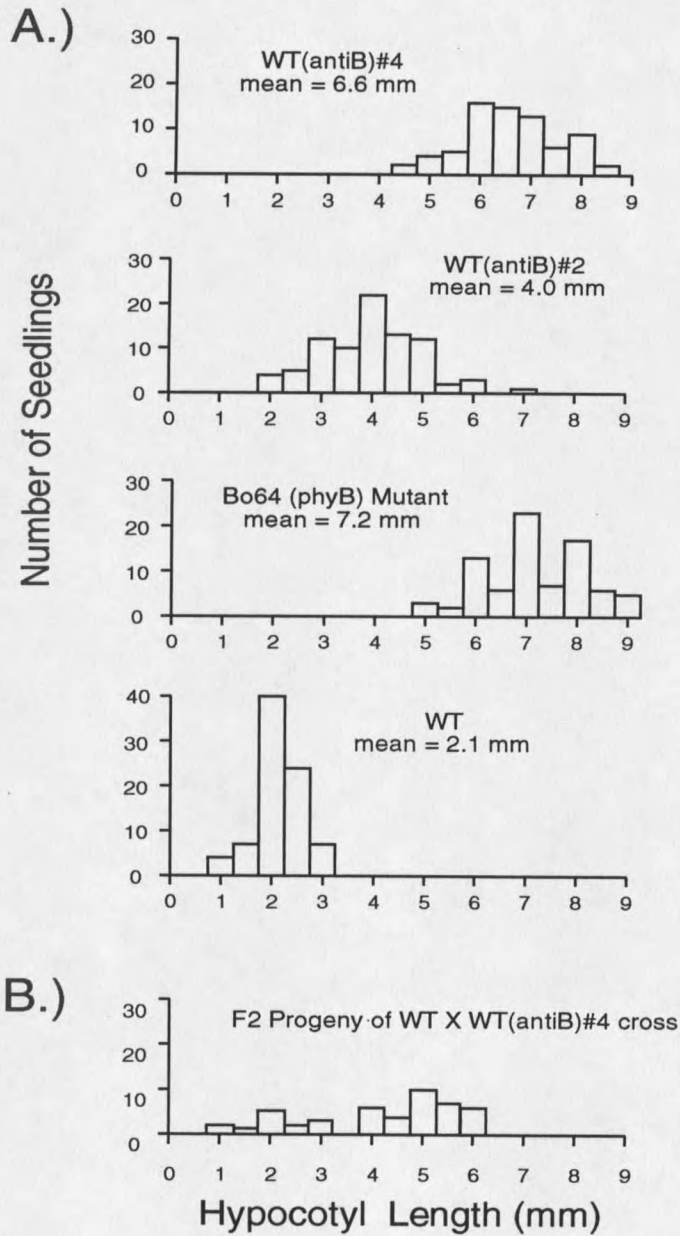 A.)
Number of Seedlings
30
20
10
0
WT(antiB)#4
mean = 6.6 mm
0 1 2 3 4 5 6 7 8 9
30
20
10
0
WT(antiB)#2
mean = 4.0 mm
0 1 2 3 4 5 6 7 8 9
30
20
10
0
Bo64 (phyB) Mutant
mean = 7.2 mm
0 1 2 3 4 5 6 7 8 9
40
30
20
10
0
WT
mean = 2.1 mm
0 1 2 3 4 5 6 7 8 9
B.)
30
20
10
0
F2 Progeny of WT X WT(antiB)#4 cross
0 1 2 3 4 5 6 7 8 9
Hypocotyl Length (mm)